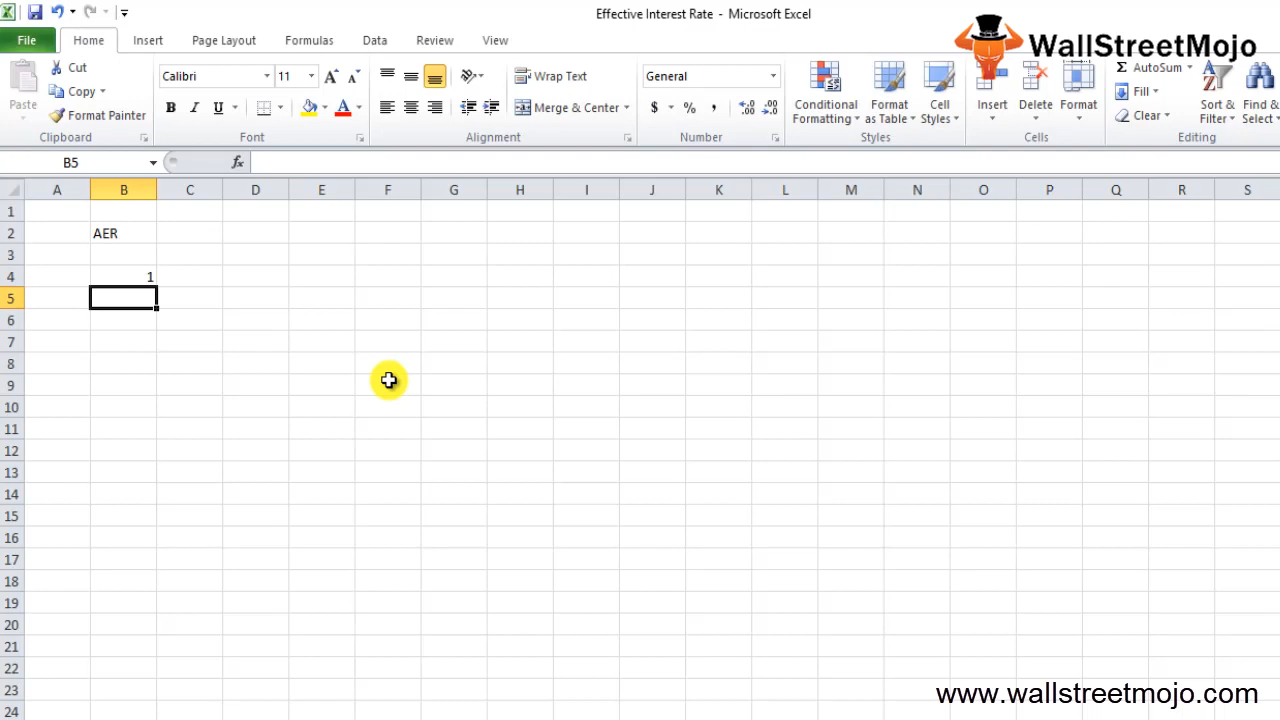 Effective Interest Rate - Microsoft Excel
WallStreetMojo
File Home Insert Page Layout Formulas Data Review View
Paste Cut Copy Format Painter
Calibri 11
B I U A
Wrap Text
Merge & Center
General
$ % ,
Conditional Formatting Format as Table Cell Styles
Insert Delete Format
Σ AutoSum Fill Clear
Sort & Filter Find & Select
Clipboard Font Alignment Number Styles Cells Editing
B5 fx
A B C D E F G H I J K L M N O P Q R S
1
2 AER
3
4 1
5
6
7
8
9
10
11
12
13
14
15
16
17
18
19
20
21
22
23
24
www.wallstreetmojo.com